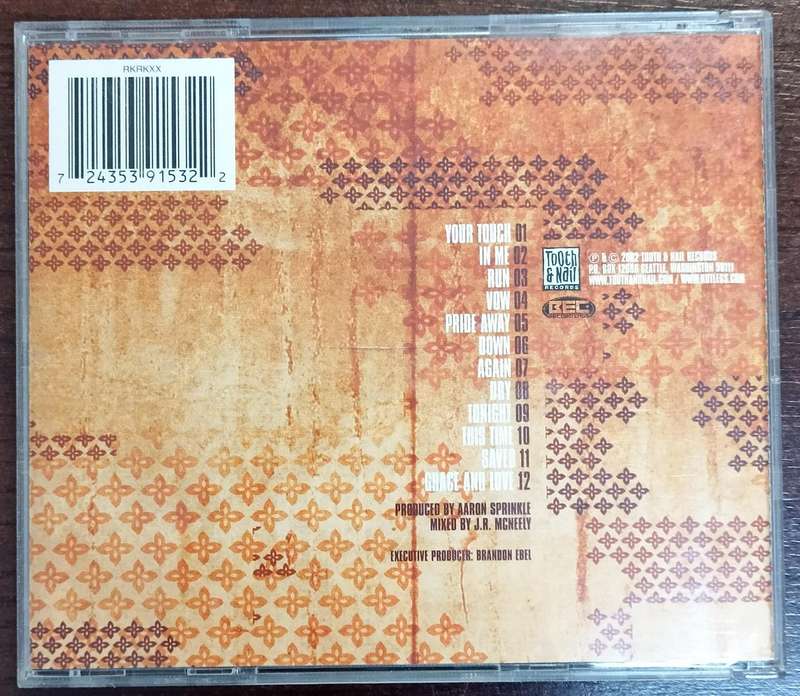 RKRKXX
7 24353 91532 2
YOUR TOUCH 01
IN ME 02
RUN 03
VOW 04
PRIDE AWAY 05
DOWN 06
AGAIN 07
DRY 08
TONIGHT 09
THIS TIME 10
SAVED 11
GRACE AND LOVE 12
TOOTH & NAIL
RECORDS
BEC
RECORDINGS
℗ & © 2002 TOOTH & NAIL RECORDS
P.O. BOX 12698 SEATTLE, WASHINGTON 98111
WWW.TOOTHANDNAIL.COM /
PRODUCED BY AARON SPRINKLE
MIXED BY J.R. MCNEELY
EXECUTIVE PRODUCER: BRANDON EBEL